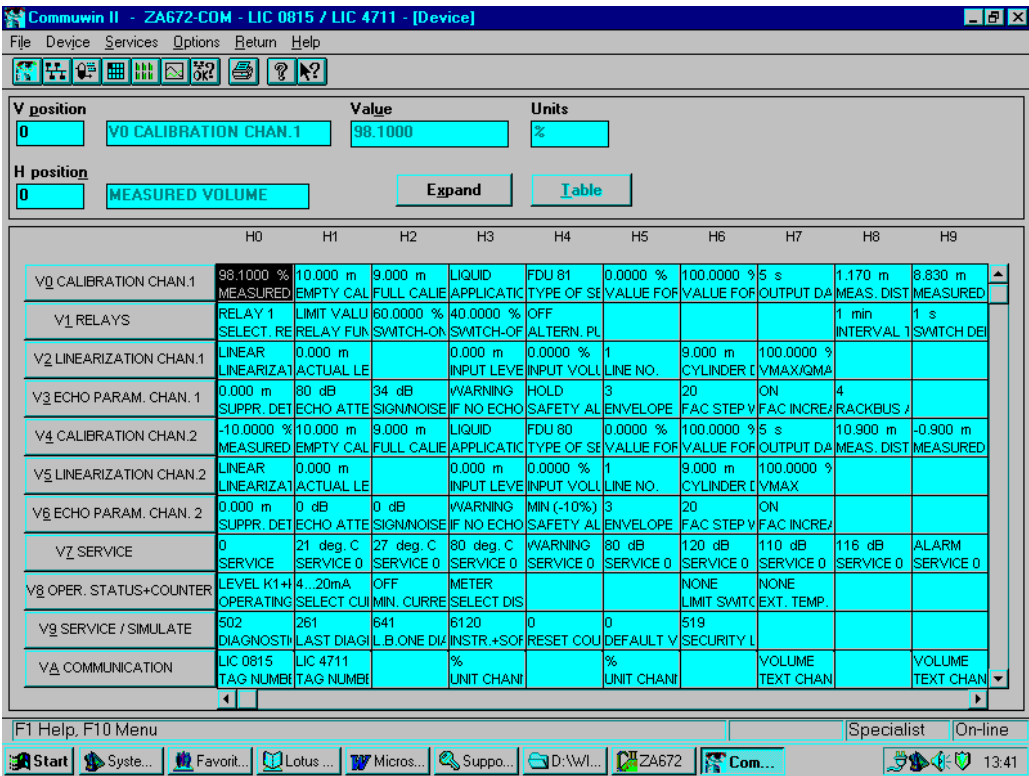 Commuwin II - ZA672-COM - LIC 0815 / LIC 4711 - [Device]
File Device Services Options Return Help
V position Value Units
0 V0 CALIBRATION CHAN.1 98.1000 %
H position
0 MEASURED VOLUME Expand Table
H0 H1 H2 H3 H4 H5 H6 H7 H8 H9
V0 CALIBRATION CHAN.1
98.1000 % 10.000 m 9.000 m LIQUID FDU 81 0.0000 % 100.0000 % 5 s 1.170 m 8.830 m
MEASURED EMPTY CAL FULL CALIE APPLICATIC TYPE OF SE VALUE FOR VALUE FOR OUTPUT DA MEAS. DIST MEASURED
V1 RELAYS
RELAY 1 LIMIT VALU 60.0000 % 40.0000 % OFF 1 min 1 s
SELECT. RE RELAY FUN SWITCH-ON SWITCH-OF ALTERN. PU INTERVAL T SWITCH DEI
V2 LINEARIZATION CHAN.1
LINEAR 0.000 m 0.000 m 0.0000 % 1 9.000 m 100.0000 %
LINEARIZAT ACTUAL LE INPUT LEVE INPUT VOLU LINE NO. CYLINDER D VMAX/QMA
V3 ECHO PARAM. CHAN. 1
0.000 m 80 dB 34 dB WARNING HOLD 3 20 ON 4
SUPPR. DET ECHO ATTE SIGN/NOISE IF NO ECHO SAFETY AL ENVELOPE FAC STEP V FAC INCREA RACKBUS A
V4 CALIBRATION CHAN.2
-10.0000 % 10.000 m 9.000 m LIQUID FDU 80 0.0000 % 100.0000 % 5 s 10.900 m -0.900 m
MEASURED EMPTY CAL FULL CALIE APPLICATIC TYPE OF SE VALUE FOR VALUE FOR OUTPUT DA MEAS. DIST MEASURED
V5 LINEARIZATION CHAN.2
LINEAR 0.000 m 0.000 m 0.0000 % 1 9.000 m 100.0000 %
LINEARIZAT ACTUAL LE INPUT LEVE INPUT VOLU LINE NO. CYLINDER D VMAX
V6 ECHO PARAM. CHAN. 2
0.000 m 0 dB 0 dB WARNING MIN (-10%) 3 20 ON
SUPPR. DET ECHO ATTE SIGN/NOISE IF NO ECHO SAFETY AL ENVELOPE FAC STEP V FAC INCREA
V7 SERVICE
0 21 deg. C 27 deg. C 80 deg. C WARNING 80 dB 120 dB 110 dB 116 dB ALARM
SERVICE SERVICE 0 SERVICE 0 SERVICE 0 SERVICE 0 SERVICE 0 SERVICE 0 SERVICE 0 SERVICE 0 SERVICE 0
V8 OPER. STATUS+COUNTER
LEVEL K1+ 4...20mA OFF METER NONE NONE
OPERATING SELECT CUI MIN. CURRE SELECT DIS LIMIT SWITC EXT. TEMP.
V9 SERVICE / SIMULATE
502 261 641 6120 0 0 519
DIAGNOSTI LAST DIAG L.B.ONE DIA INSTR.+SOF RESET COU DEFAULT V SECURITY L
VA COMMUNICATION
LIC 0815 LIC 4711 % % VOLUME VOLUME
TAG NUMBE TAG NUMBE UNIT CHAN UNIT CHAN TEXT CHAN TEXT CHAN
F1 Help, F10 Menu Specialist On-line
Start Syste... Favorit... Lotus ... Micros... Suppo... D:\WI... ZA672 Com... 13:41